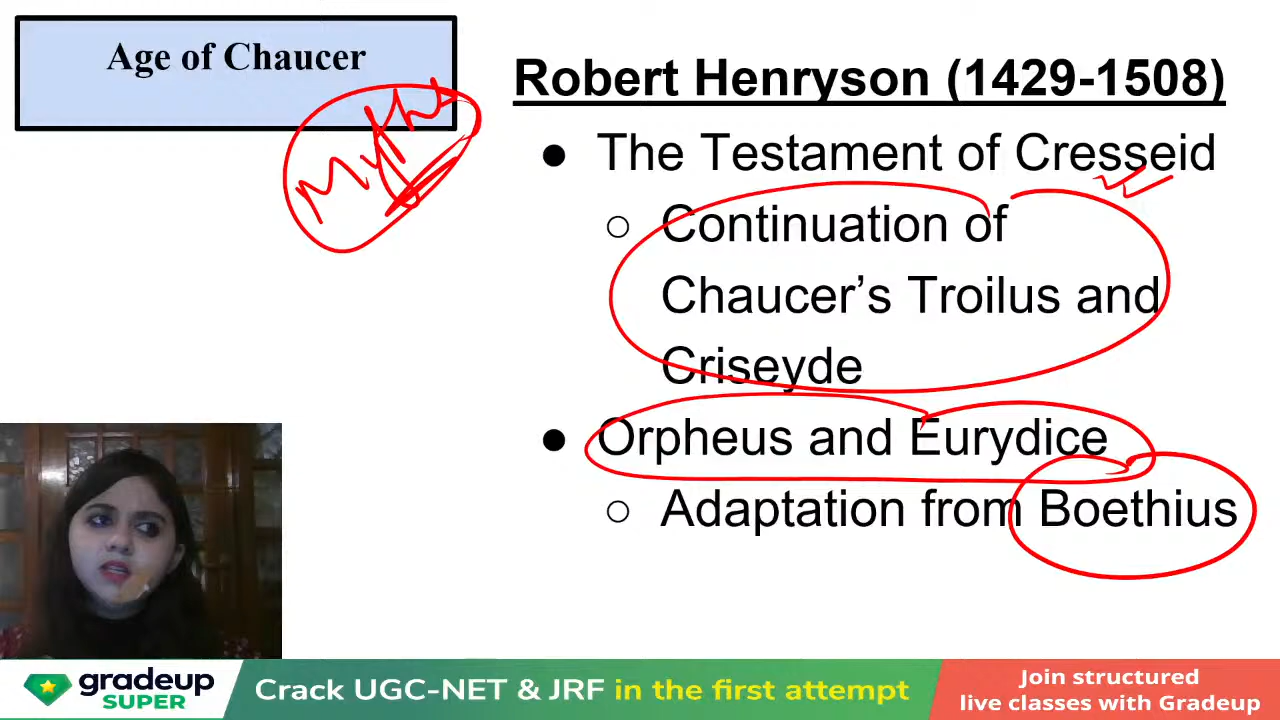 Age of Chaucer
Myths
Robert Henryson (1429-1508)
● The Testament of Cresseid
○ Continuation of
Chaucer’s Troilus and
Criseyde
● Orpheus and Eurydice
○ Adaptation from Boethius
gradeup
SUPER
Crack UGC-NET & JRF in the first attempt
Join structured
live classes with Gradeup